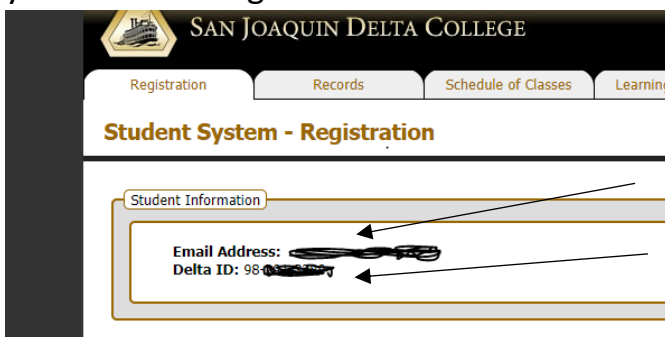 SAN JOAQUIN DELTA COLLEGE
Registration Records Schedule of Classes Learning
Student System - Registration
Student Information
Email Address:
Delta ID: 98-